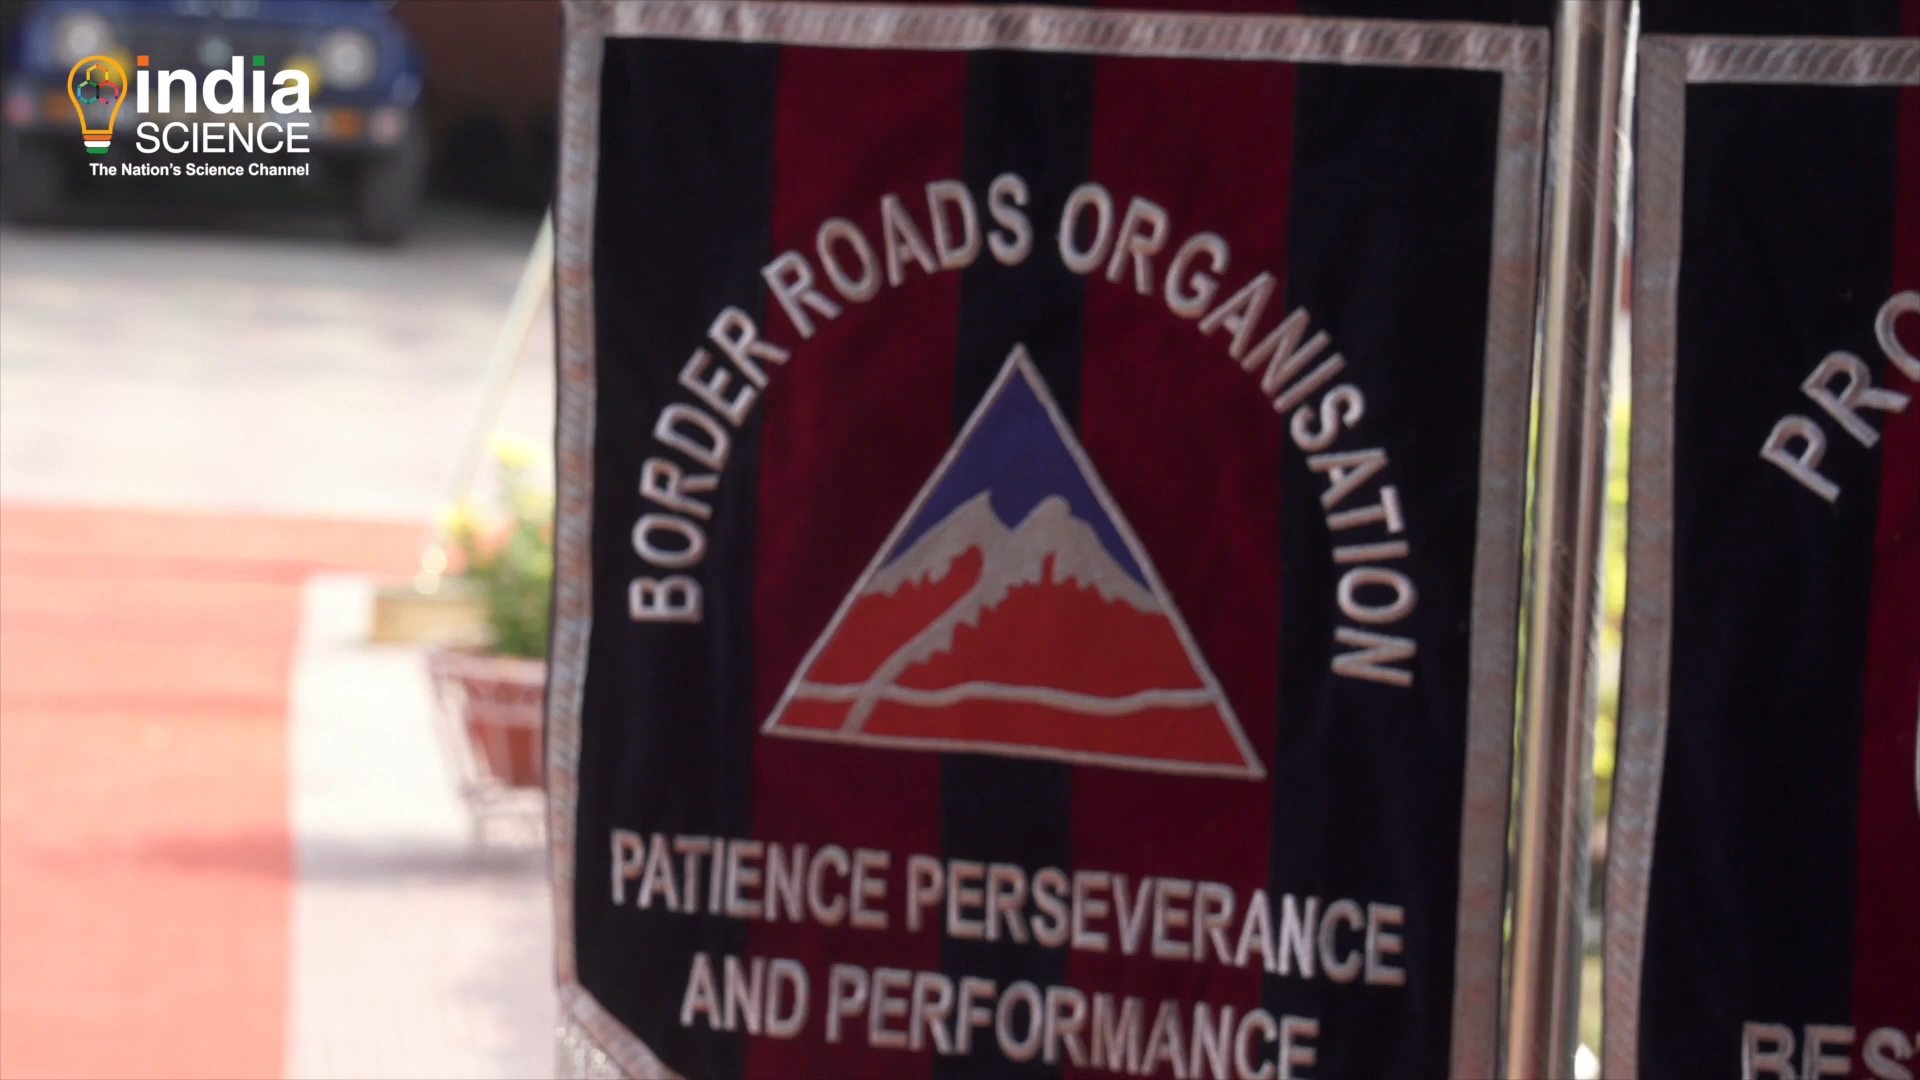 india
SCIENCE
The Nation's Science Channel
BORDER ROADS ORGANISATION
PATIENCE PERSEVERANCE
AND PERFORMANCE